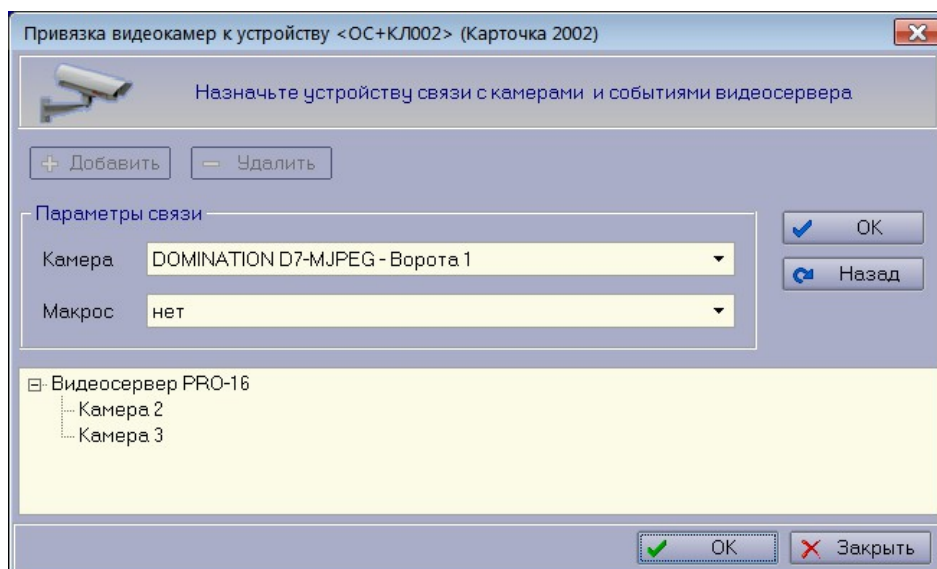 Привязка видеокамер к устройству <ОС+КЛ002> (Карточка 2002)
Назначьте устройству связи с камерами и событиями видеосервера
Добавить Удалить
Параметры связи
Камера DOMINATION D7-MJPEG - Ворота 1
OK
Назад
Макрос нет
Видеосервер PRO-16
Камера 2
Камера 3
OK Закрыть